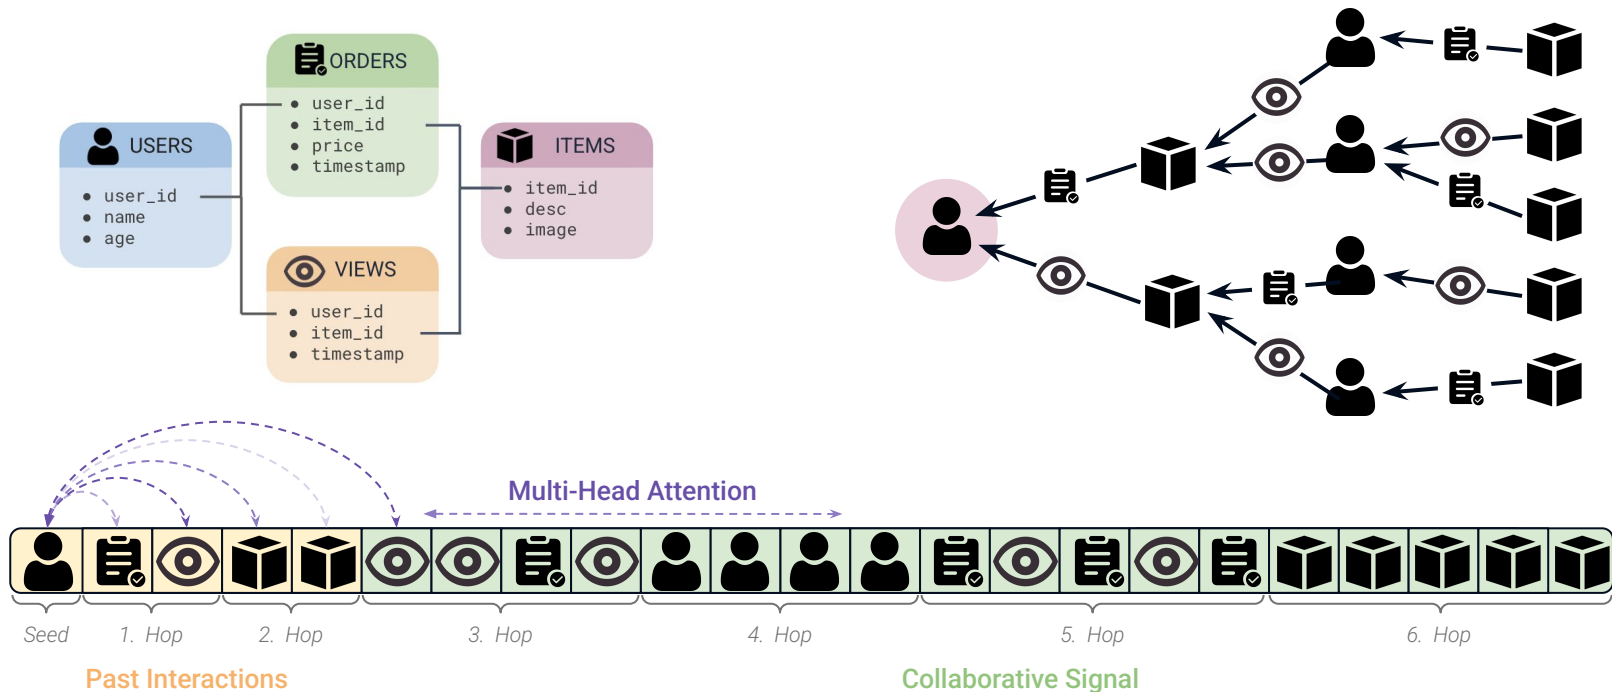 ORDERS
• user_id
• item_id
• price
• timestamp
USERS
• user_id
• name
• age
ITEMS
• item_id
• desc
• image
VIEWS
• user_id
• item_id
• timestamp
Multi-Head Attention
Seed
1. Hop
2. Hop
3. Hop
4. Hop
5. Hop
6. Hop
Past Interactions
Collaborative Signal